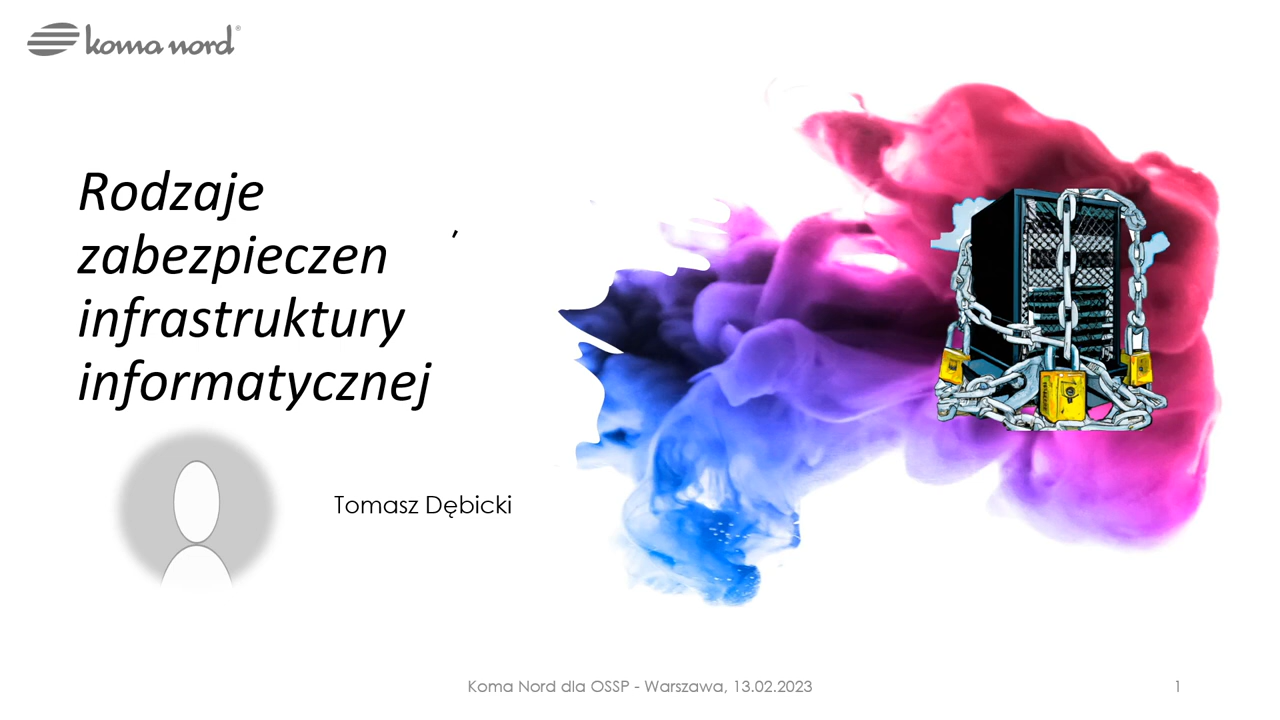 koma nord®
Rodzaje
zabezpieczen ́
infrastruktury
informatycznej
Tomasz Dębicki
Koma Nord dla OSSP - Warszawa, 13.02.2023
1